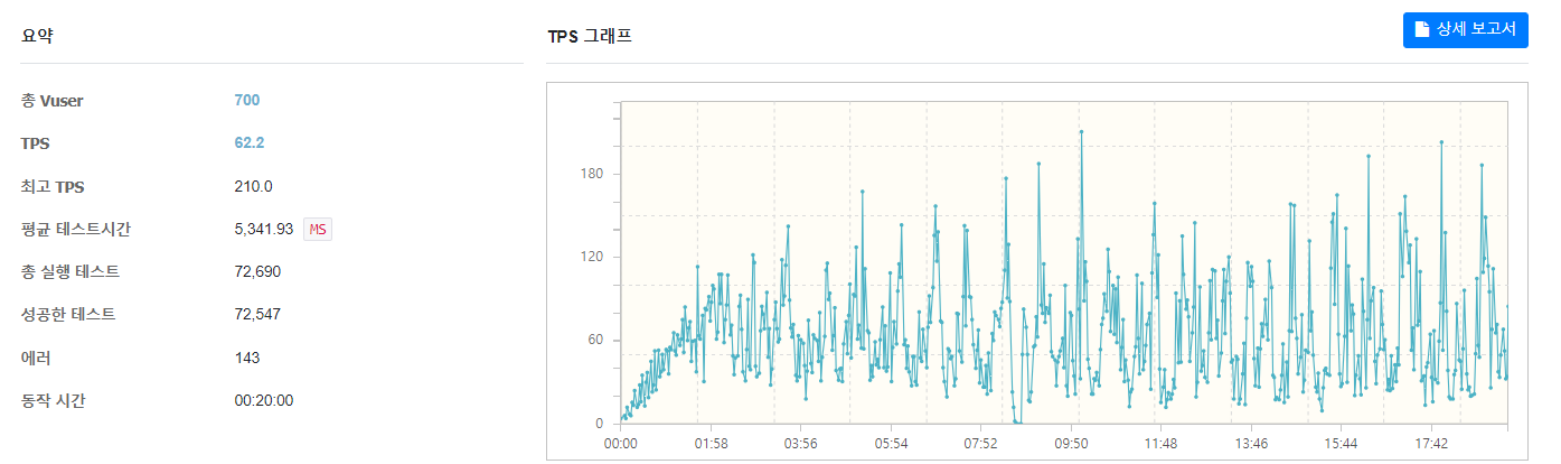 요약
총 Vuser 700
TPS 62.2
최고 TPS 210.0
평균 테스트시간 5,341.93 MS
총 실행 테스트 72,690
성공한 테스트 72,547
에러 143
동작 시간 00:20:00
TPS 그래프
상세 보고서
180
120
60
0
00:00 01:58 03:56 05:54 07:52 09:50 11:48 13:46 15:44 17:42